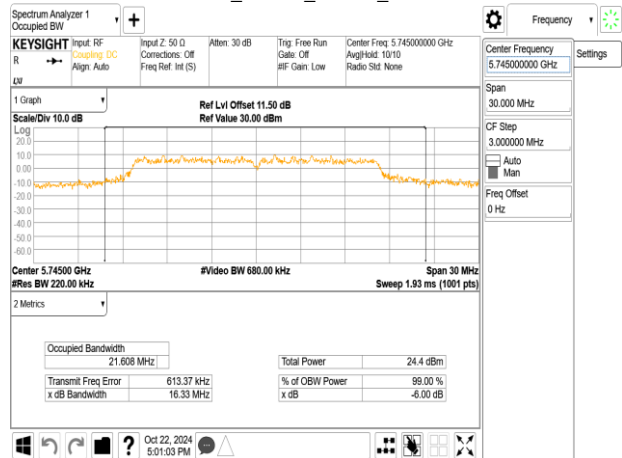 Spectrum Analyzer 1
Occupied BW
KEYSIGHT
R
LXI
Input: RF
Coupling: DC
Align: Auto
Input Z: 50 Ω
Corrections: Off
Freq Ref: Int (S)
Atten: 30 dB
Trig: Free Run
Gate: Off
#IF Gain: Low
Center Freq: 5.745000000 GHz
Avg|Hold: 10/10
Radio Std: None
1 Graph
Scale/Div 10.0 dB
Ref Lvl Offset 11.50 dB
Ref Value 30.00 dBm
Log
20.0
10.0
0.00
-10.0
-20.0
-30.0
-40.0
-50.0
-60.0
Center 5.74500 GHz
#Res BW 220.00 kHz
#Video BW 680.00 kHz
Span 30 MHz
Sweep 1.93 ms (1001 pts)
2 Metrics
Occupied Bandwidth
21.608 MHz
Total Power 24.4 dBm
Transmit Freq Error 613.37 kHz
% of OBW Power 99.00 %
x dB Bandwidth 16.33 MHz
x dB -6.00 dB
Oct 22, 2024
5:01:03 PM
Frequency
Settings
Center Frequency
5.745000000 GHz
Span
30.000 MHz
CF Step
3.000000 MHz
Auto
Man
Freq Offset
0 Hz